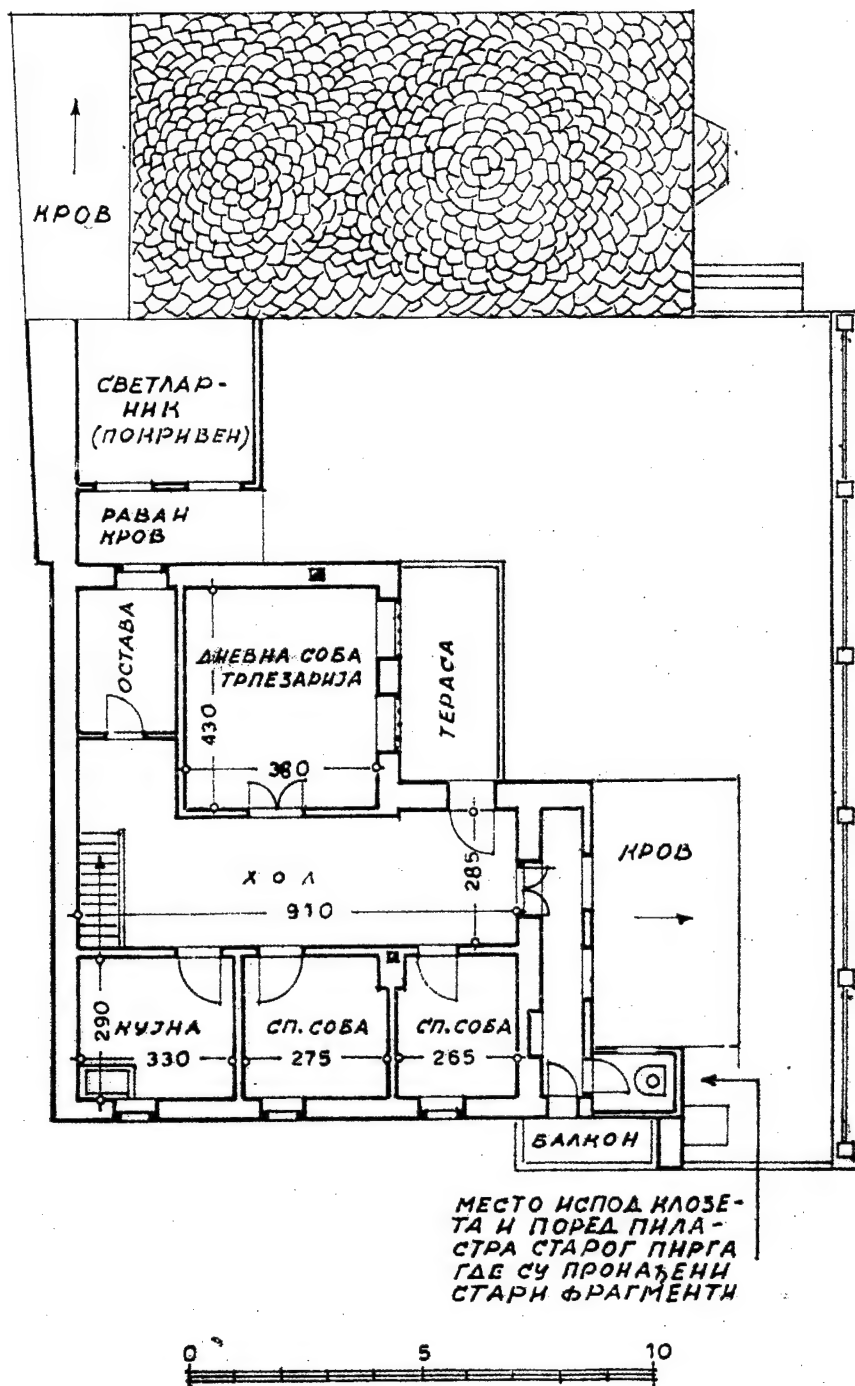 КРОВ
СВЕТЛАР-
НИК
(ПОКРИВЕН)
РАВАН
КРОВ
ОСТАВА
ДНЕВНА СОБА
ТРПЕЗАРИЈА
430
380
ТЕРАСА
ХОЛ
910
285
КРОВ
290
КУЈНА
330
СП. СОБА
275
СП. СОБА
265
БАЛКОН
МЕСТО ИСПОД КЛОЗЕ-
ТА И ПОРЕД ПИЛА-
СТРА СТАРОГ ПИРГА
ГДЕ СУ ПРОНАЂЕНИ
СТАРИ ФРАГМЕНТИ
0 5 10